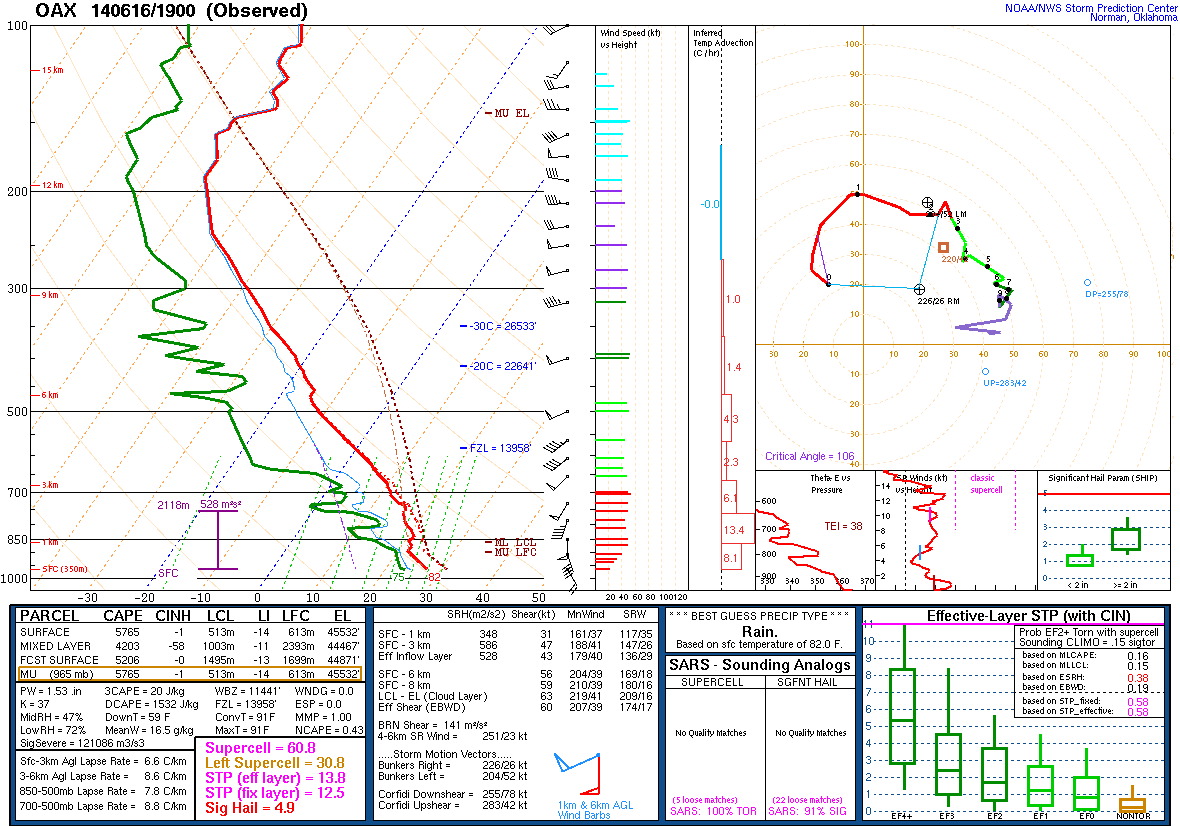 OAX 140616/1900 (Observed)
NOAA/NWS Storm Prediction Center
Norman, Oklahoma
100
200
300
400
500
700
850
1000
15 km
12 km
9 km
6 km
3 km
1 km
SFC (350m)
MU EL
-30C = 26533'
-20C = 22641'
FZL = 13958'
ML LCL
MU LFC
2118m 528 m²s²
SFC
75 82
-30 -20 -10 0 10 20 30 40 50
Wind Speed (kt)
vs Height
20 40 60 80 100 120
Inferred
Temp Advection
(C / hr)
-0.0
1.0
1.4
4.3
2.3
6.1
13.4
8.1
100
90
80
70
60
50
40
30
20
10
30 20 10 10 20 30 40 50 60 70 80 90 100
10
20
30
40
226/26 RM
DP=255/78
UP=283/42
Critical Angle = 106
Theta-E vs
Pressure
TEI = 38
600
700
800
900
330 340 350 360 370
vs Height
classic
supercell
14
12
10
8
6
4
2
Significant Hail Param (SHIP)
5
4
3
2
1
0
< 2 in >= 2 in
PARCEL CAPE CINH LCL LI LFC EL
SURFACE 5765 -1 513m -14 613m 45532'
MIXED LAYER 4203 -58 1003m -11 2393m 44467'
FCST SURFACE 5206 -0 1495m -13 1699m 44871'
MU (965 mb) 5765 -1 513m -14 613m 45532'
PW = 1.53 .in 3CAPE = 20 J/kg WBZ = 11441' WNDG = 0.0
K = 37 DCAPE = 1532 J/kg FZL = 13958' ESP = 0.0
MidRH = 47% DownT = 59 F ConvT = 91F MMP = 1.00
LowRH = 72% MeanW = 16.5 g/kg MaxT = 91F NCAPE = 0.43
SigSevere = 121086 m3/s3
Sfc-3km Agl Lapse Rate = 6.6 C/km
3-6km Agl Lapse Rate = 8.6 C/km
850-500mb Lapse Rate = 7.8 C/km
700-500mb Lapse Rate = 8.8 C/km
Supercell = 60.8
Left Supercell = 30.8
STP (eff layer) = 13.8
STP (fix layer) = 12.5
Sig Hail = 4.9
SRH(m2/s2) Shear(kt) MnWind SRW
SFC - 1 km 348 31 161/37 117/35
SFC - 3 km 586 47 188/41 147/26
Eff Inflow Layer 528 43 179/40 136/29
SFC - 6 km 56 204/39 169/18
SFC - 8 km 59 210/39 180/16
LCL - EL (Cloud Layer) 63 219/41 209/16
Eff Shear (EBWD) 60 207/39 174/17
BRN Shear = 141 m²/s²
4-6km SR Wind = 251/23 kt
.....Storm Motion Vectors.....
Bunkers Right = 226/26 kt
Bunkers Left = 204/52 kt
Corfidi Downshear = 255/78 kt
Corfidi Upshear = 283/42 kt
1km & 6km AGL
Wind Barbs
* * * BEST GUESS PRECIP TYPE * * *
Rain.
Based on sfc temperature of 82.0 F.
SARS - Sounding Analogs
SUPERCELL SGFNT HAIL
No Quality Matches No Quality Matches
(5 loose matches) (22 loose matches)
SARS: 100% TOR SARS: 91% SIG
Effective-Layer STP (with CIN)
Prob EF2+ Torn with supercell
Sounding CLIMO = .15 sigtor
based on MLCAPE: 0.16
based on MLLCL: 0.15
based on ESRH: 0.38
based on EBWD: 0.19
based on STP_fixed: 0.58
based on STP_effective: 0.58
11
10
9
8
7
6
5
4
3
2
1
0
EF4+ EF3 EF2 EF1 EF0 NONTOR